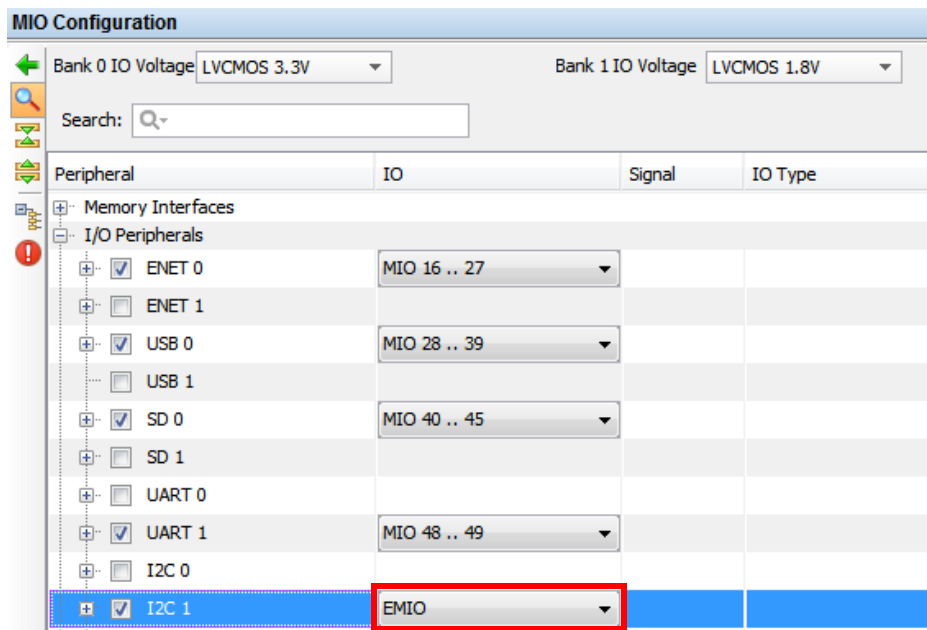 MIO Configuration
Bank 0 IO Voltage LVCMOS 3.3V Bank 1 IO Voltage LVCMOS 1.8V
Search:
Peripheral IO Signal IO Type
Memory Interfaces
I/O Peripherals
ENET 0 MIO 16 .. 27
ENET 1
USB 0 MIO 28 .. 39
USB 1
SD 0 MIO 40 .. 45
SD 1
UART 0
UART 1 MIO 48 .. 49
I2C 0
I2C 1 EMIO